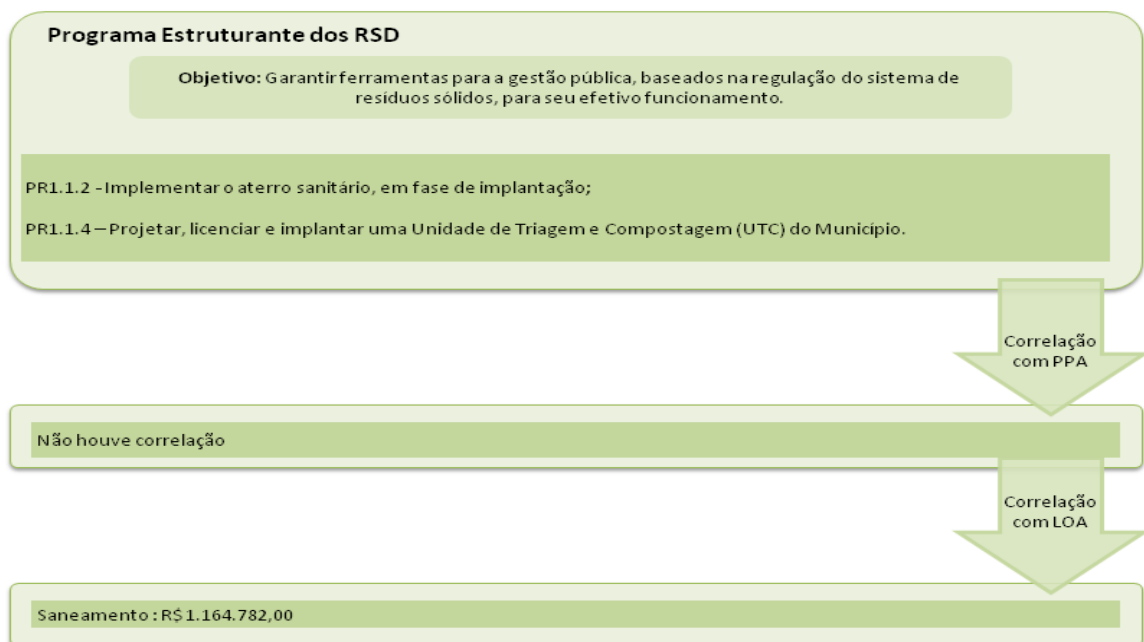 Programa Estruturante dos RSD
Objetivo: Garantir ferramentas para a gestão pública, baseados na regulação do sistema de
resíduos sólidos, para seu efetivo funcionamento.
PR1.1.2 - Implementar o aterro sanitário, em fase de implantação;
PR1.1.4 – Projetar, licenciar e implantar uma Unidade de Triagem e Compostagem (UTC) do Município.
Correlação
com PPA
Não houve correlação
Correlação
com LOA
Saneamento : R$ 1.164.782,00